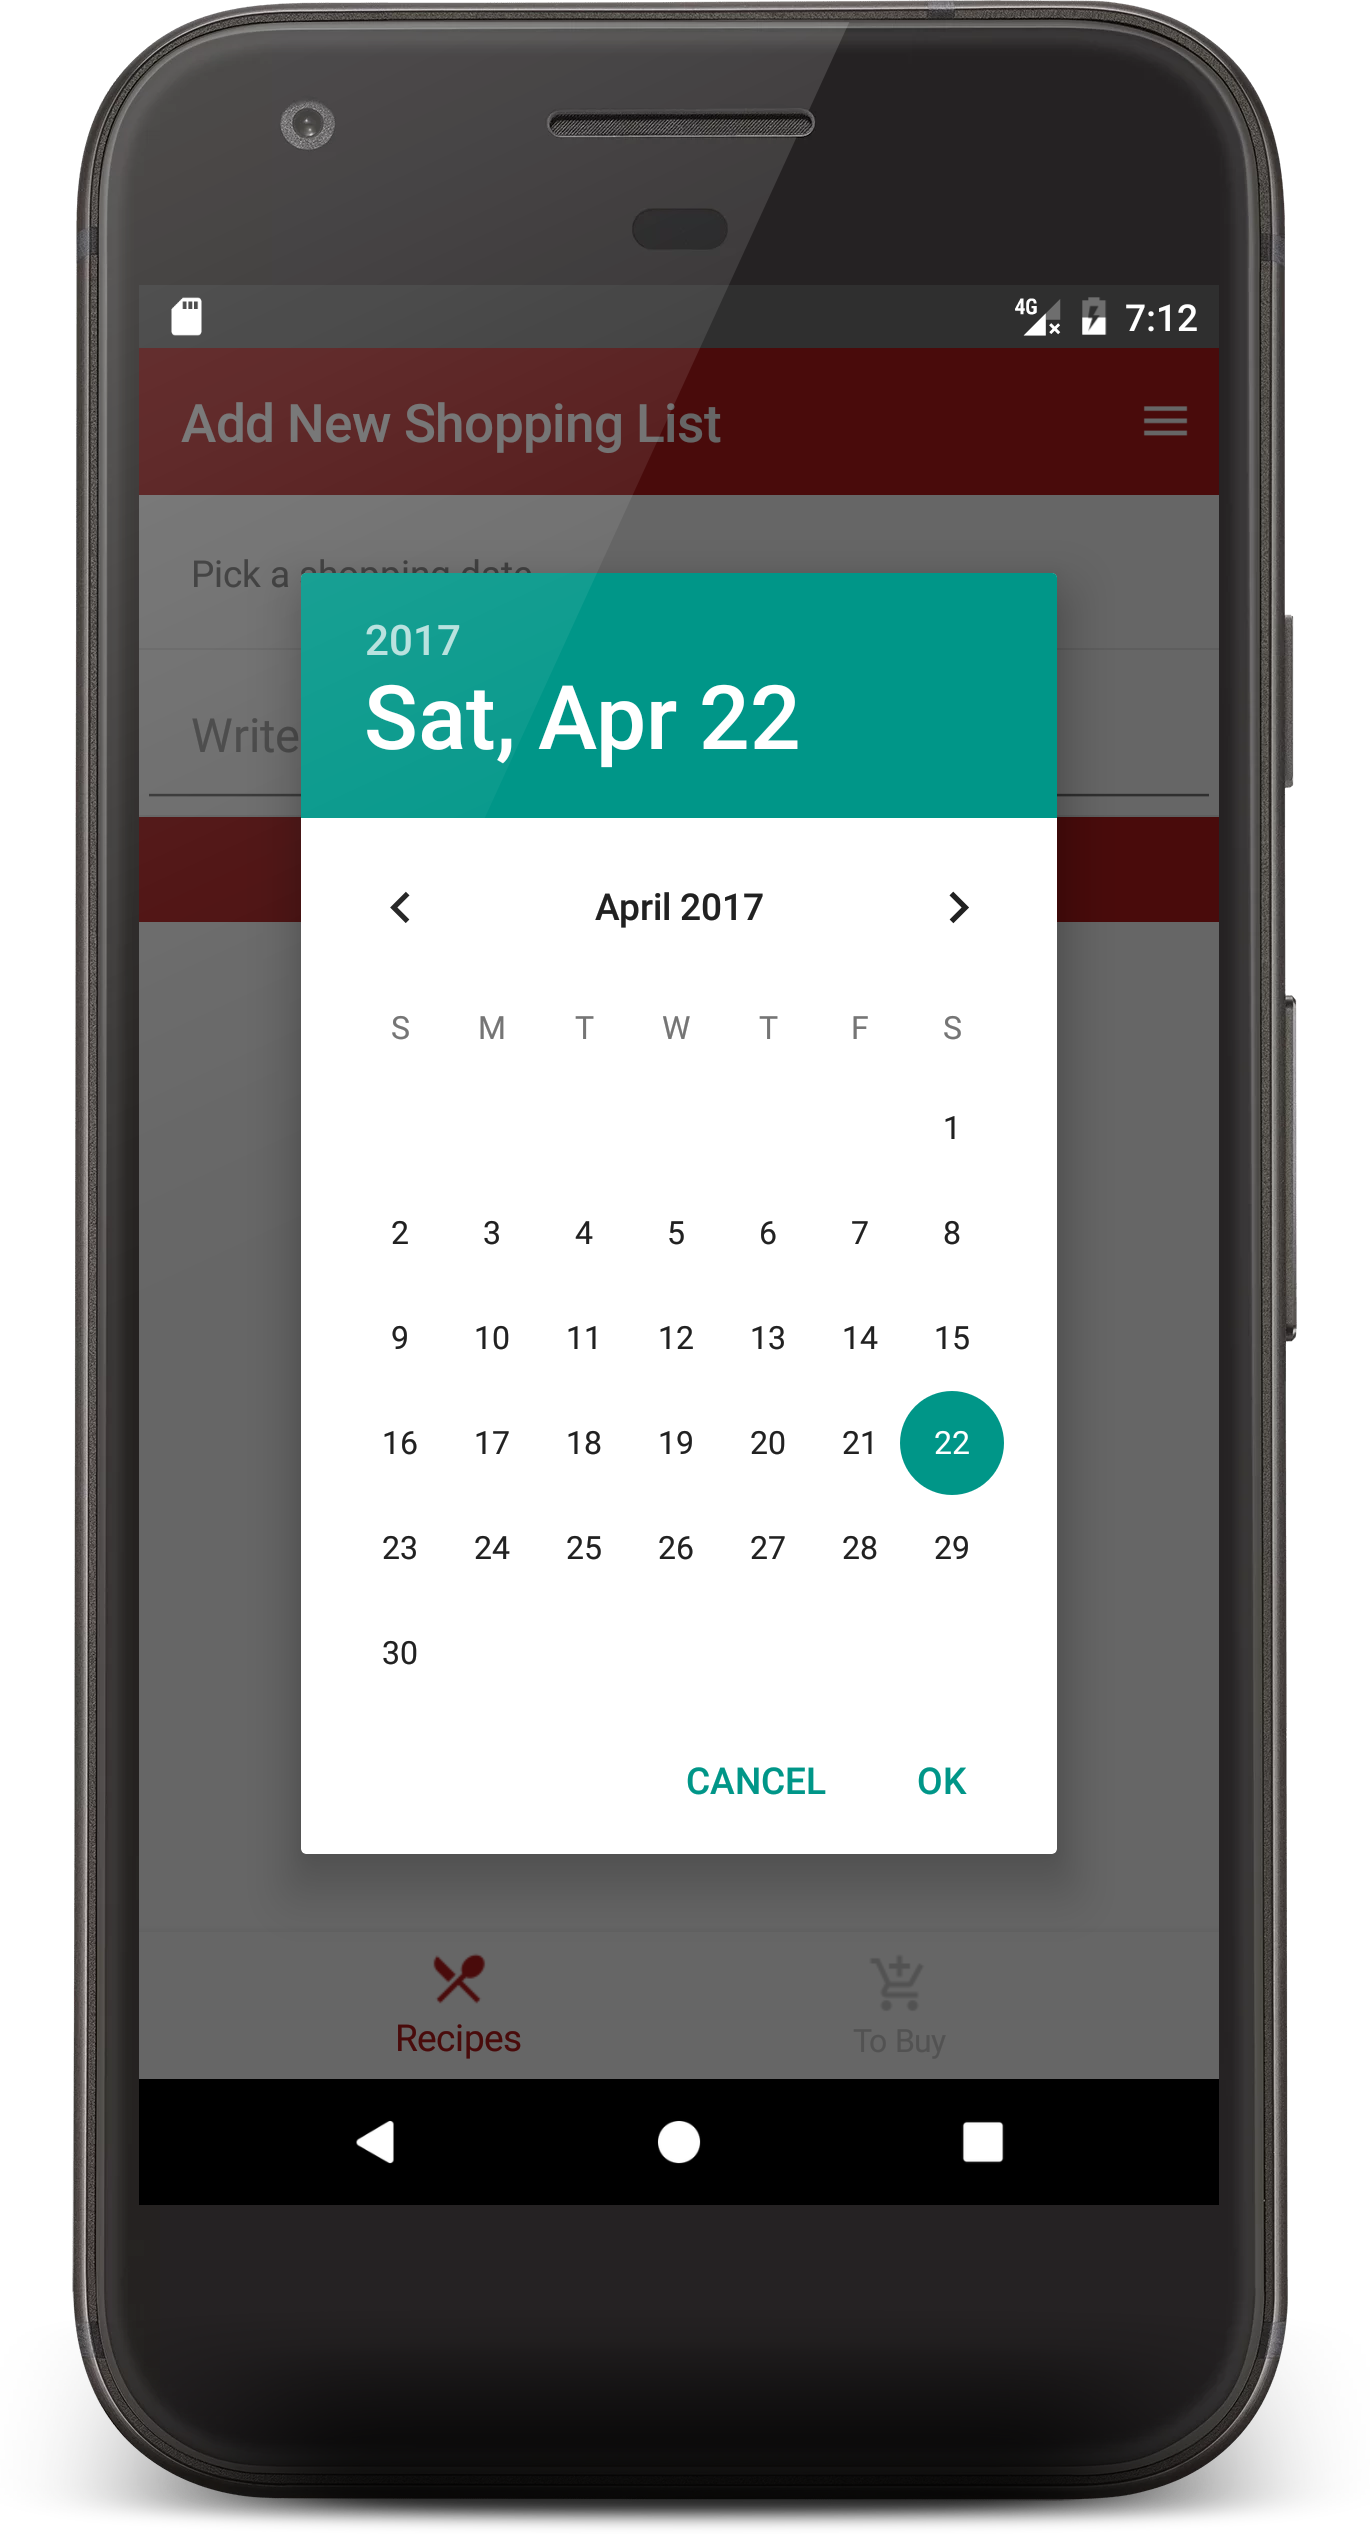 4G 7:12
Add New Shopping List
Pick a shopping date
Write
2017
Sat, Apr 22
April 2017
S M T W T F S
1
2 3 4 5 6 7 8
9 10 11 12 13 14 15
16 17 18 19 20 21 22
23 24 25 26 27 28 29
30
CANCEL OK
Recipes To Buy